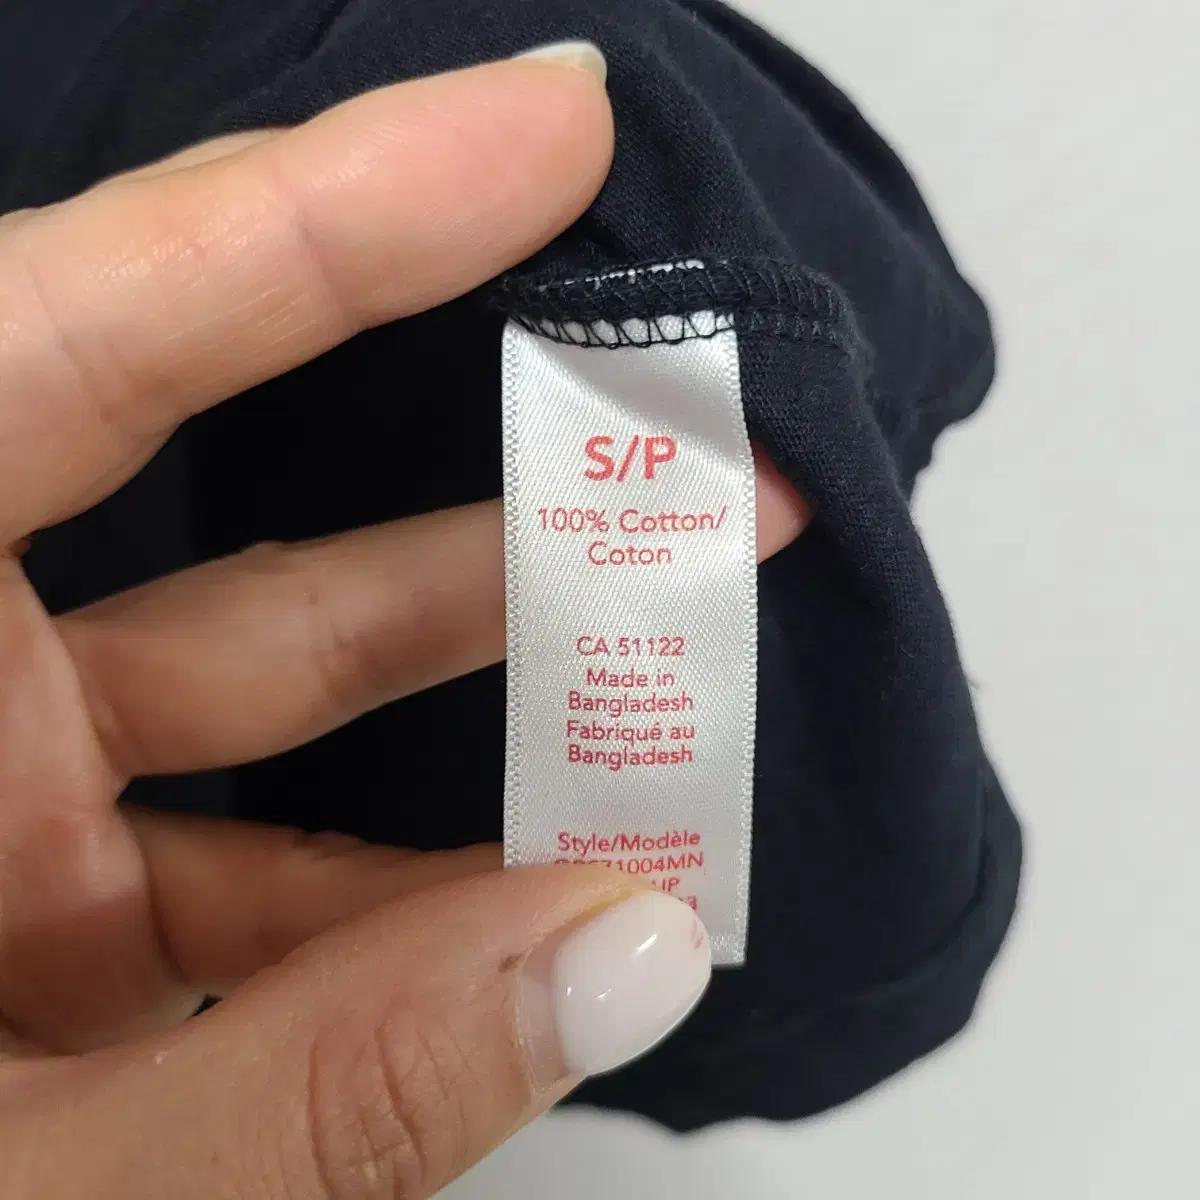 S/P
100% Cotton/
Coton
CA 51122
Made in
Bangladesh
Fabriqué au
Bangladesh
Style/Modèle